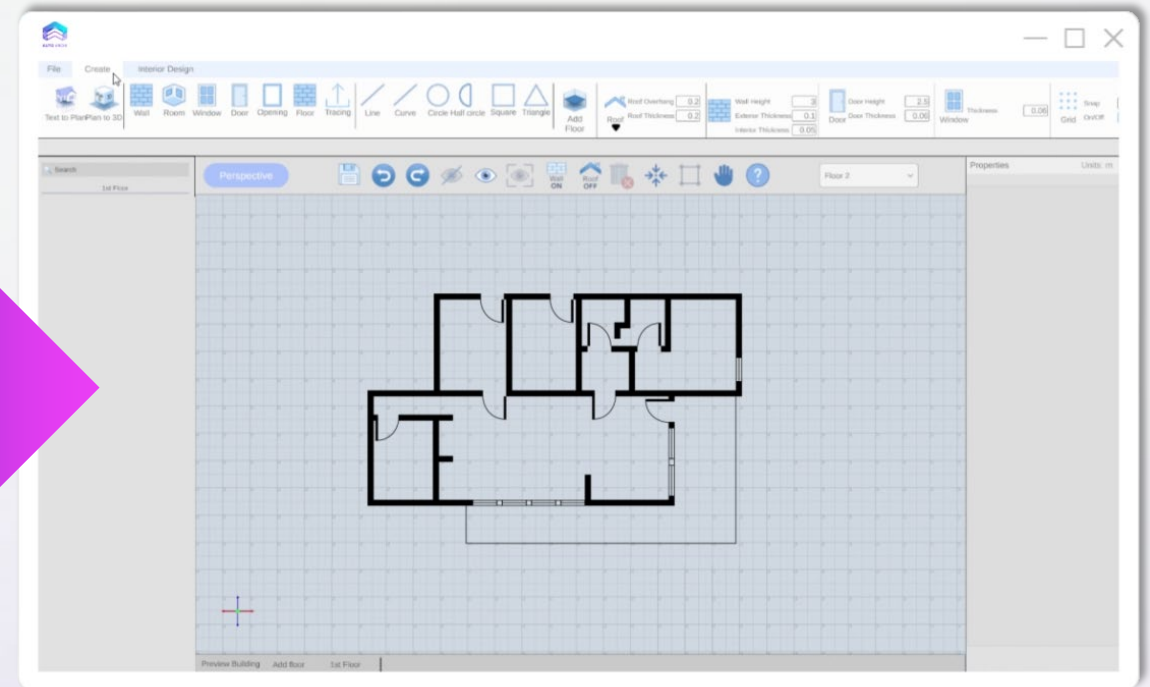 File Create Interior Design
Text to Plan Plan to 3D Wall Room Window Door Opening Floor Tracing Line Curve Circle Half circle Square Triangle Add Floor Roof Roof Overhang 0.2 Roof Thickness 0.2 Wall Height 3 Exterior Thickness 0.1 Interior Thickness 0.05 Door Door Height 2.5 Door Thickness 0.06 Window Thickness 0.06 Grid Snap On/Off
Search
1st Floor
Perspective
Wall ON
Roof OFF
?
Floor 2
Properties Units: m
Preview Building Add floor 1st Floor